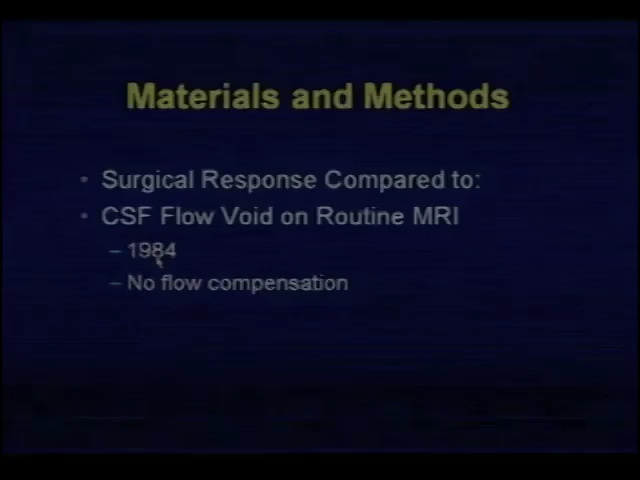 Materials and Methods
• Surgical Response Compared to:
• CSF Flow Void on Routine MRI
– 1984
– No flow compensation